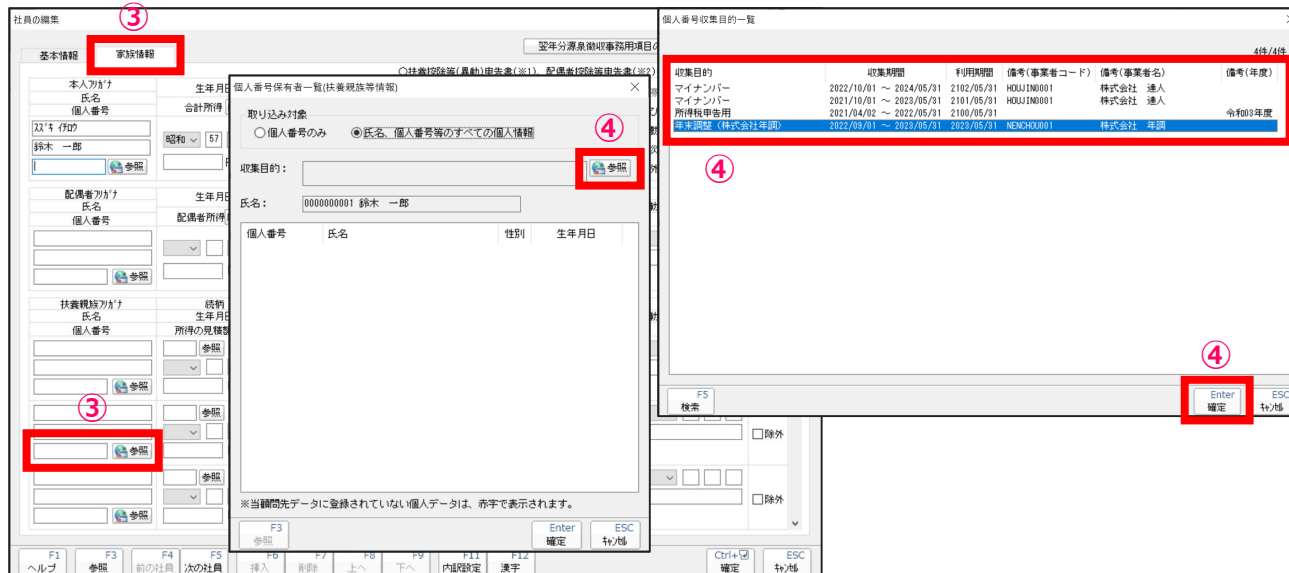 社員の編集
③
基本情報
家族情報
翌年分源泉徴収事務用項目の
○扶養控除等(異動)申告書(※1)、配偶者控除等申告書(※2)
本人フリガナ
氏名
個人番号
生年月日
合計所得
ｽｽﾞｷ ｲﾁﾛｳ
鈴木 一郎
昭和
57
参照
配偶者フリガナ
氏名
個人番号
生年月日
配偶者所得
参照
扶養親族フリガナ
氏名
個人番号
続柄
生年月日
所得の見積額
参照
参照
③
参照
参照
除外
参照
参照
除外
F1
ヘルプ
F3
参照
F4
前の社員
F5
次の社員
F6
挿入
F7
削除
F8
上へ
F9
下へ
F11
内訳設定
F12
漢字
Ctrl+
確定
ESC
ｷｬﾝｾﾙ
個人番号保有者一覧(扶養親族等情報)
取り込み対象
個人番号のみ
氏名、個人番号等のすべての個人情報
④
収集目的：
参照
氏名：
0000000001 鈴木 一郎
個人番号 氏名 性別 生年月日
※当顧問先データに登録されていない個人データは、赤字で表示されます。
F3
参照
Enter
確定
ESC
ｷｬﾝｾﾙ
個人番号収集目的一覧
4件/4件
収集目的 収集期間 利用期間 備考(事業者コード) 備考(事業者名) 備考(年度)
マイナンバー 2022/10/01 ～ 2024/05/31 2102/05/31 HOUJIN0001 株式会社 達人
マイナンバー 2021/10/01 ～ 2023/05/31 2101/05/31 HOUJIN0001 株式会社 達人
所得税申告用 2021/04/02 ～ 2022/05/31 2100/05/31 令和03年度
年末調整（株式会社年調） 2022/09/01 ～ 2023/05/31 2023/05/31 NENCHOU001 株式会社 年調
④
④
F5
検索
Enter
確定
ESC
ｷｬﾝｾﾙ